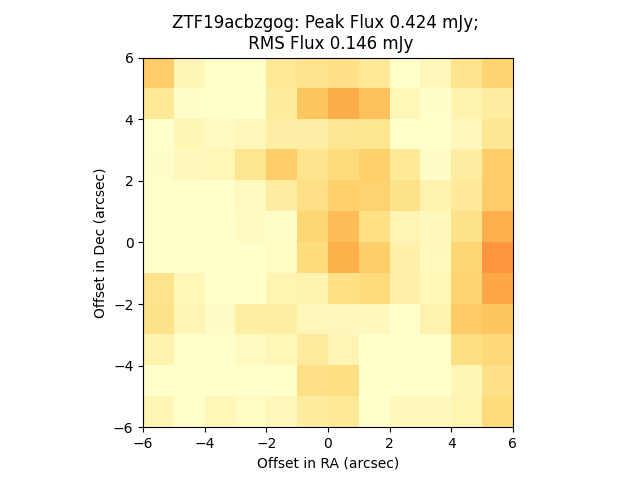 ZTF19acbzgog: Peak Flux 0.424 mJy;
RMS Flux 0.146 mJy
6
4
2
0
−2
−4
−6
Offset in Dec (arcsec)
−6 −4 −2 0 2 4 6
Offset in RA (arcsec)